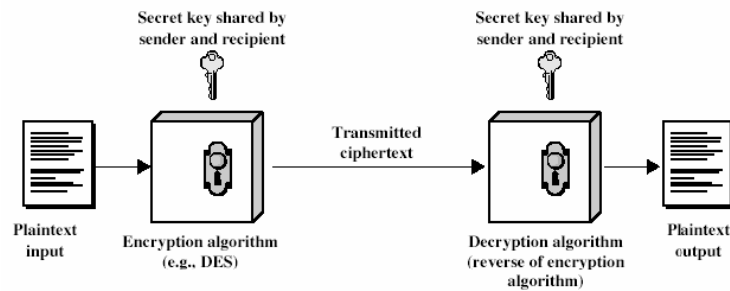 Secret key shared by
sender and recipient
Secret key shared by
sender and recipient
Transmitted
ciphertext
Plaintext
input
Encryption algorithm
(e.g., DES)
Decryption algorithm
(reverse of encryption
algorithm)
Plaintext
output